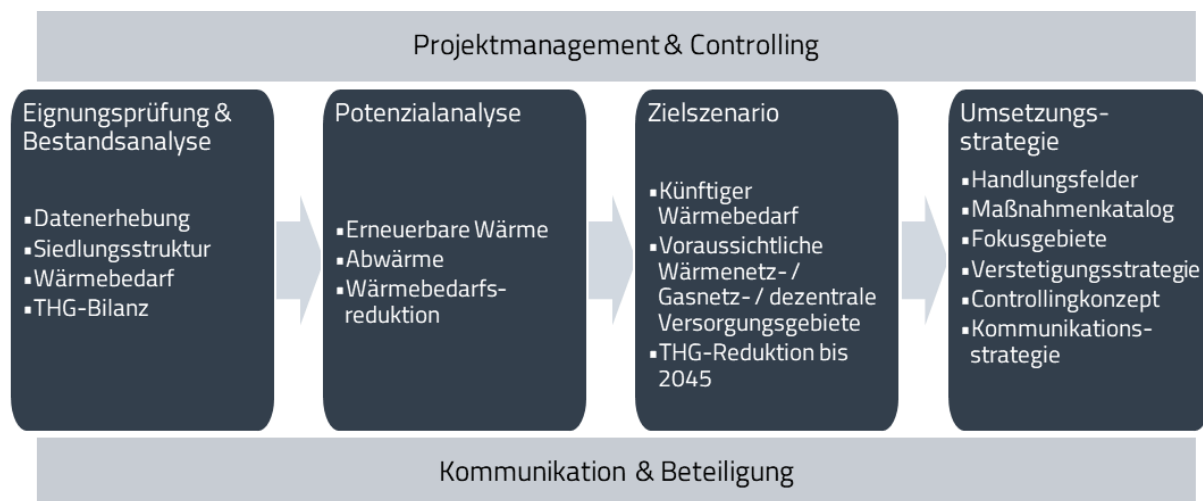 Projektmanagement & Controlling
Eignungsprüfung &
Bestandsanalyse
▪Datenerhebung
▪Siedlungsstruktur
▪Wärmebedarf
▪THG-Bilanz
Potenzialanalyse
▪Erneuerbare Wärme
▪Abwärme
▪Wärmebedarfs-
reduktion
Zielszenario
▪Künftiger
Wärmebedarf
▪Voraussichtliche
Wärmenetz- /
Gasnetz- / dezentrale
Versorgungsgebiete
▪THG-Reduktion bis
2045
Umsetzungs-
strategie
▪Handlungsfelder
▪Maßnahmenkatalog
▪Fokusgebiete
▪Verstetigungsstrategie
▪Controllingkonzept
▪Kommunikations-
strategie
Kommunikation & Beteiligung